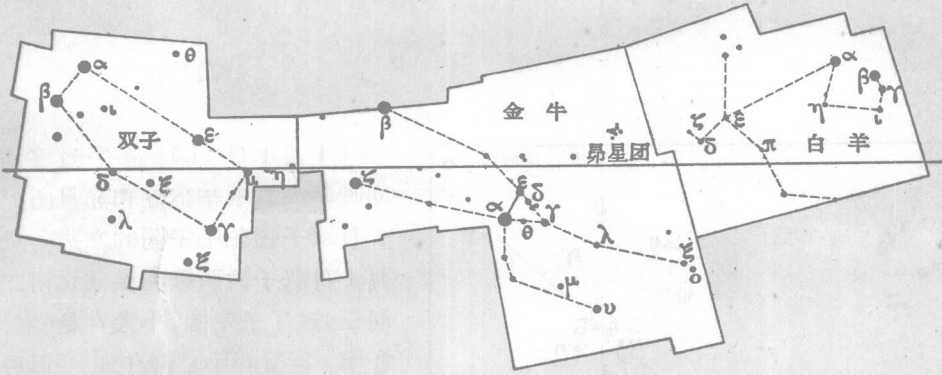 θ
α
β
ι
双子
ε
δ
ξ
μ
η
λ
γ
ξ
β
金牛
昴星团
ζ
ε
δ
ζ
α
θ
γ
λ
ξ
ο
μ
υ
α
β
γ
η
ι
ε
ζ
δ
π
白羊